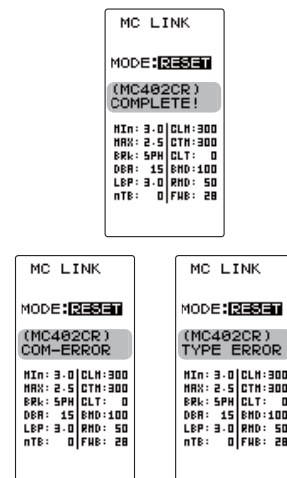 MC LINK
MODE:RESET
(MC402CR)
COMPLETE!
MIn: 3.0 CLM:300
MAX: 2.5 CTM:300
BRk: SPH CLT: 0
DBA: 15 BMD:100
LBP: 3.0 RMD: 50
nTB: 0 FWB: 28
MC LINK
MODE:RESET
(MC402CR)
COM-ERROR
MIn: 3.0 CLM:300
MAX: 2.5 CTM:300
BRk: SPH CLT: 0
DBA: 15 BMD:100
LBP: 3.0 RMD: 50
nTB: 0 FWB: 28
MC LINK
MODE:RESET
(MC402CR)
TYPE ERROR
MIn: 3.0 CLM:300
MAX: 2.5 CTM:300
BRk: SPH CLT: 0
DBA: 15 BMD:100
LBP: 3.0 RMD: 50
nTB: 0 FWB: 28